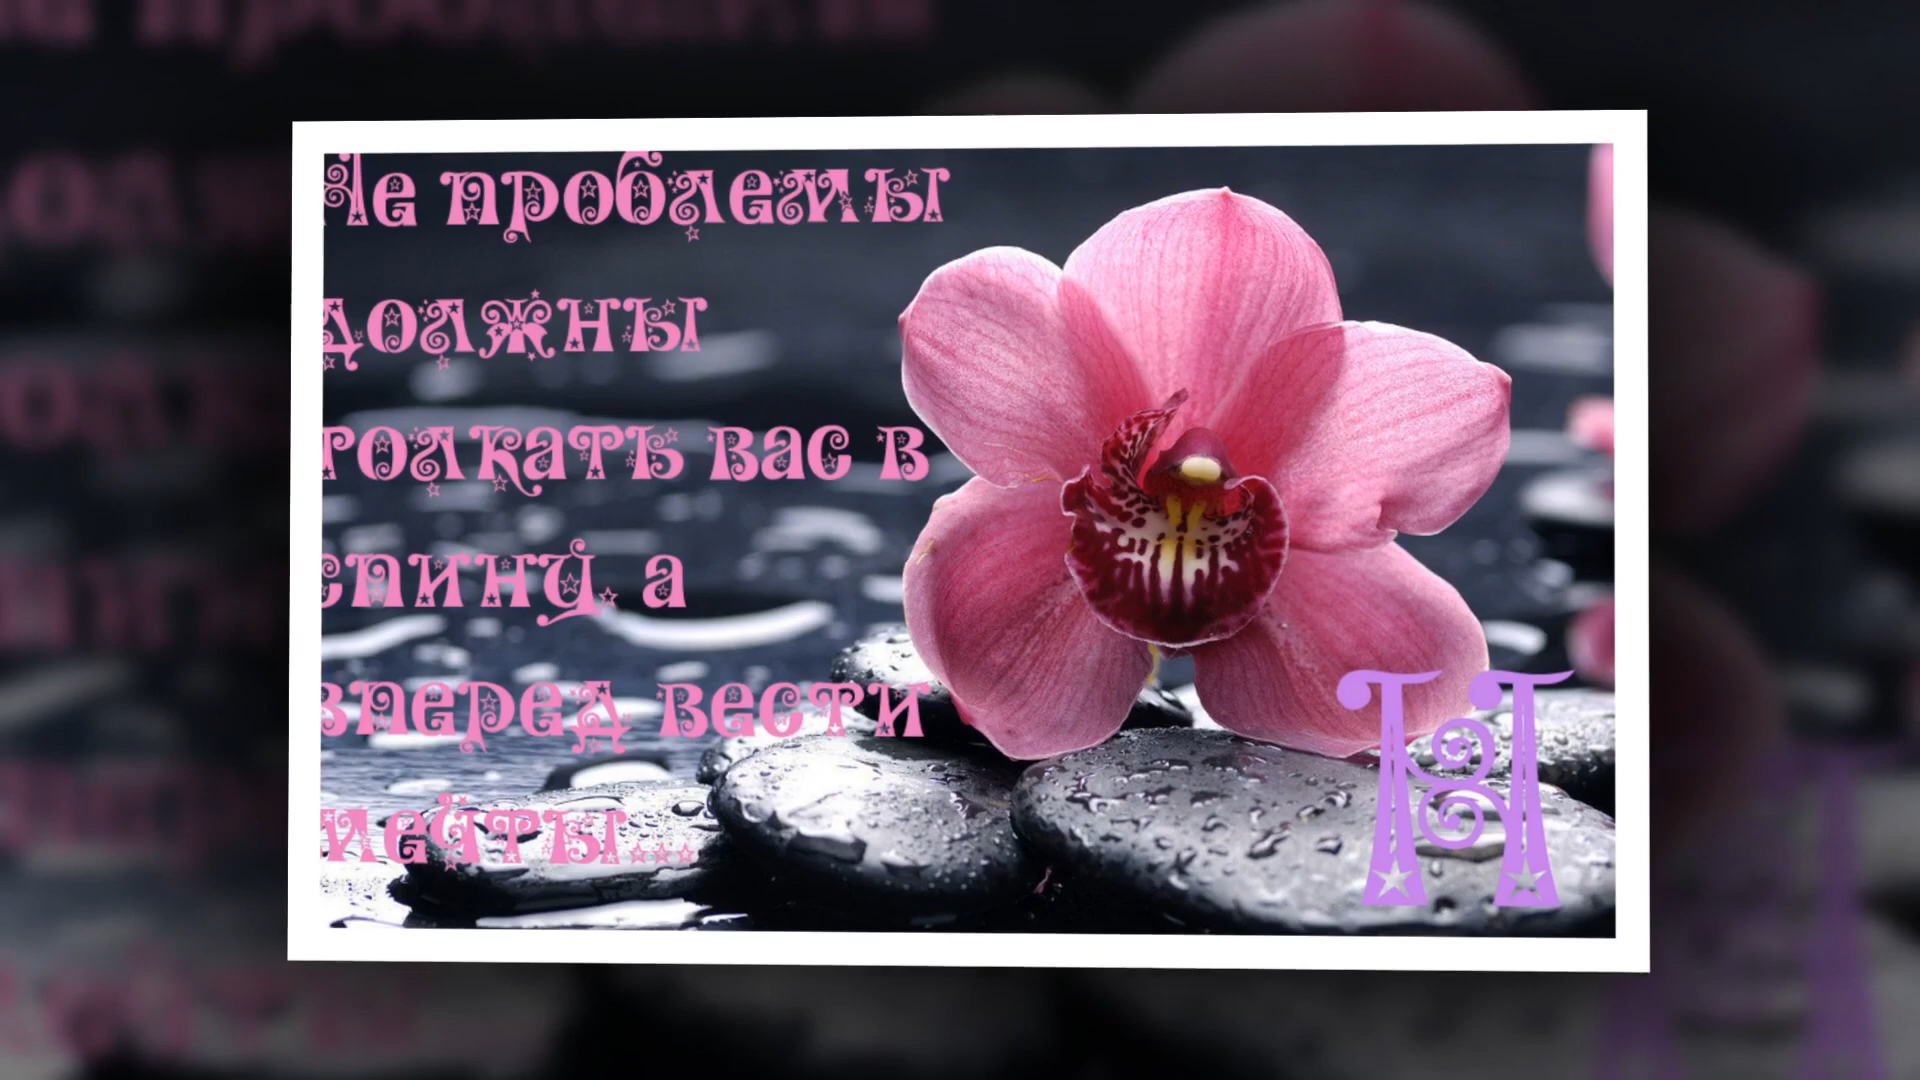 Не проблемы
должны
толкать вас в
спину, а
вперед вести
мечты...
Н